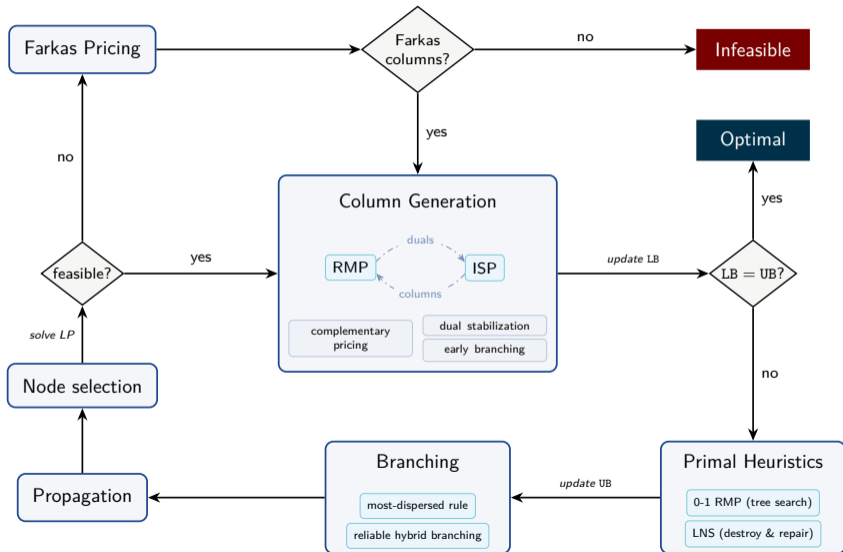 Farkas Pricing
Farkas
columns?
no
Infeasible
yes
Optimal
no
yes
Column Generation
duals
RMP
ISP
columns
complementary
pricing
dual stabilization
early branching
feasible?
yes
update LB
LB = UB?
solve LP
no
Node selection
Propagation
Branching
most-dispersed rule
reliable hybrid branching
update UB
Primal Heuristics
0-1 RMP (tree search)
LNS (destroy & repair)